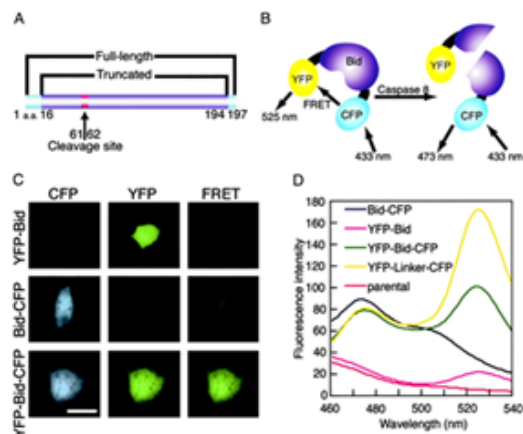 A
Full-length
Truncated
1 a.a. 16
194 197
61 62
Cleavage site
B
YFP
Bid
525 nm
FRET
CFP
Caspase 8
433 nm
YFP
CFP
473 nm
433 nm
C
CFP YFP FRET
YFP-Bid
Bid-CFP
YFP-Bid-CFP
D
Fluorescence intensity
180
160
140
120
100
80
60
40
20
0
Bid-CFP
YFP-Bid
YFP-Bid-CFP
YFP-Linker-CFP
parental
460 480 500 520 540
Wavelength (nm)